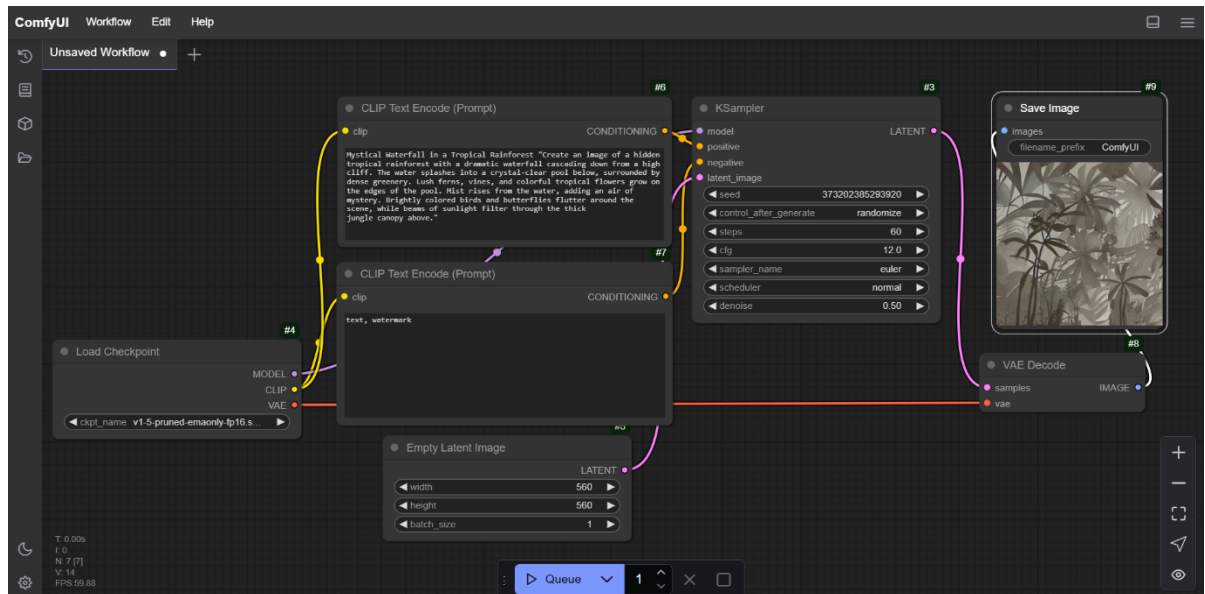 ComfyUI Workflow Edit Help
Unsaved Workflow
#6
CLIP Text Encode (Prompt)
clip CONDITIONING
Mystical Waterfall in a Tropical Rainforest "Create an image of a hidden
tropical rainforest with a dramatic waterfall cascading down from a high
cliff. The water splashes into a crystal-clear pool below, surrounded by
dense greenery. Lush ferns, vines, and colorful tropical flowers grow on
the edges of the pool. Mist rises from the water, adding an air of
mystery. Brightly colored birds and butterflies flutter around the
scene, while beams of sunlight filter through the thick
jungle canopy above."
#7
CLIP Text Encode (Prompt)
clip CONDITIONING
text, watermark
#4
Load Checkpoint
MODEL
CLIP
VAE
ckpt_name v1-5-pruned-emaonly-fp16.s...
#5
Empty Latent Image
LATENT
width 560
height 560
batch_size 1
#3
KSampler
model LATENT
positive
negative
latent_image
seed 373202385293920
control_after_generate randomize
steps 60
cfg 12.0
sampler_name euler
scheduler normal
denoise 0.50
#9
Save Image
images
filename_prefix ComfyUI
#8
VAE Decode
samples IMAGE
vae
T: 0.00s
I: 0
N: 7 [7]
V: 14
FPS:59.88
Queue 1